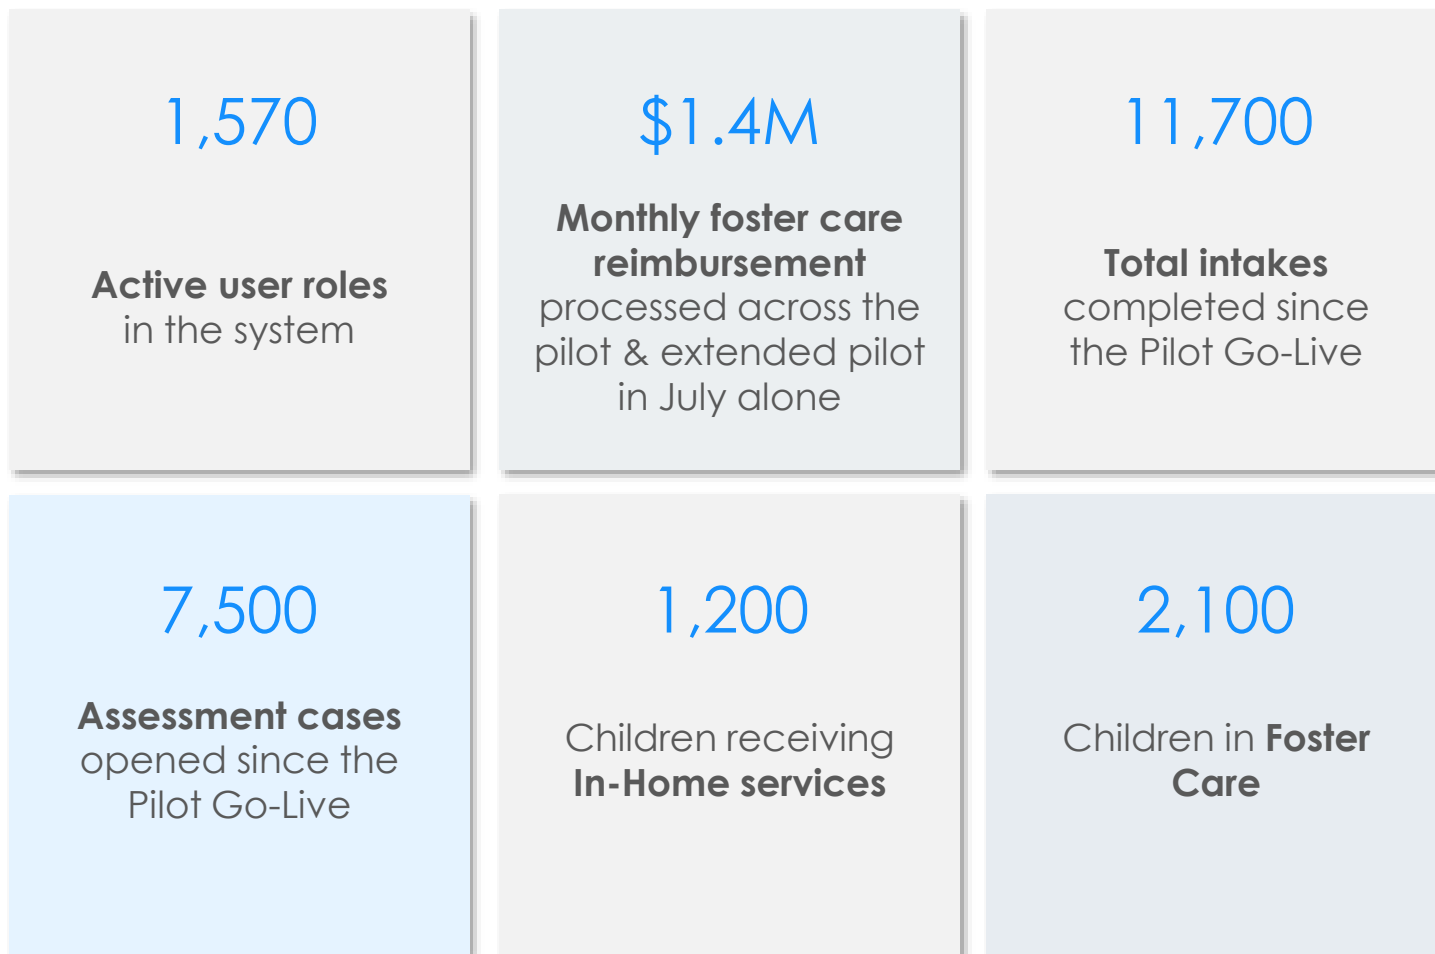 1,570
Active user roles
in the system
$1.4M
Monthly foster care
reimbursement
processed across the
pilot & extended pilot
in July alone
11,700
Total intakes
completed since
the Pilot Go-Live
7,500
Assessment cases
opened since the
Pilot Go-Live
1,200
Children receiving
In-Home services
2,100
Children in Foster
Care